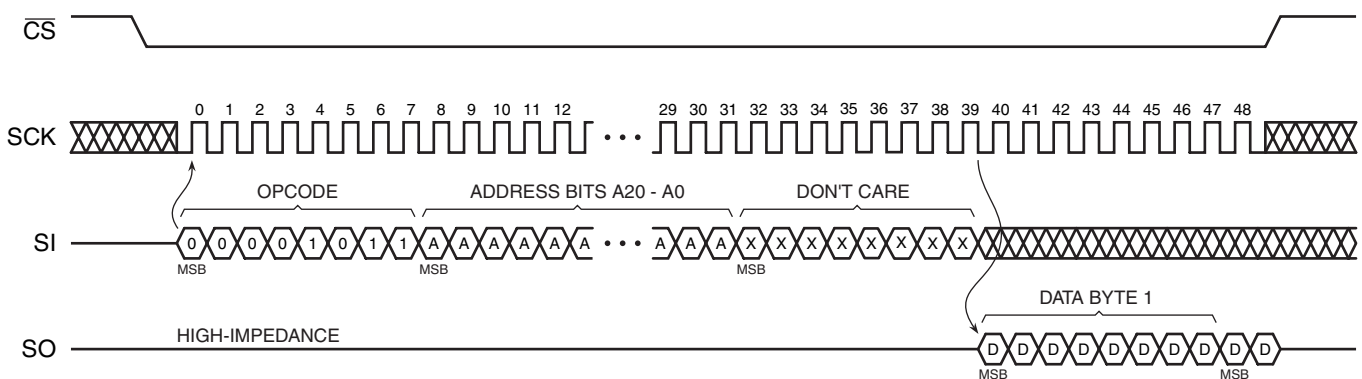 CS
0 1 2 3 4 5 6 7 8 9 10 11 12 29 30 31 32 33 34 35 36 37 38 39 40 41 42 43 44 45 46 47 48
SCK
OPCODE ADDRESS BITS A20 - A0 DON'T CARE
SI 0 0 0 0 1 0 1 1 A A A A A A A A A X X X X X X X X
MSB MSB MSB
DATA BYTE 1
HIGH-IMPEDANCE
SO D D D D D D D D D D
MSB MSB